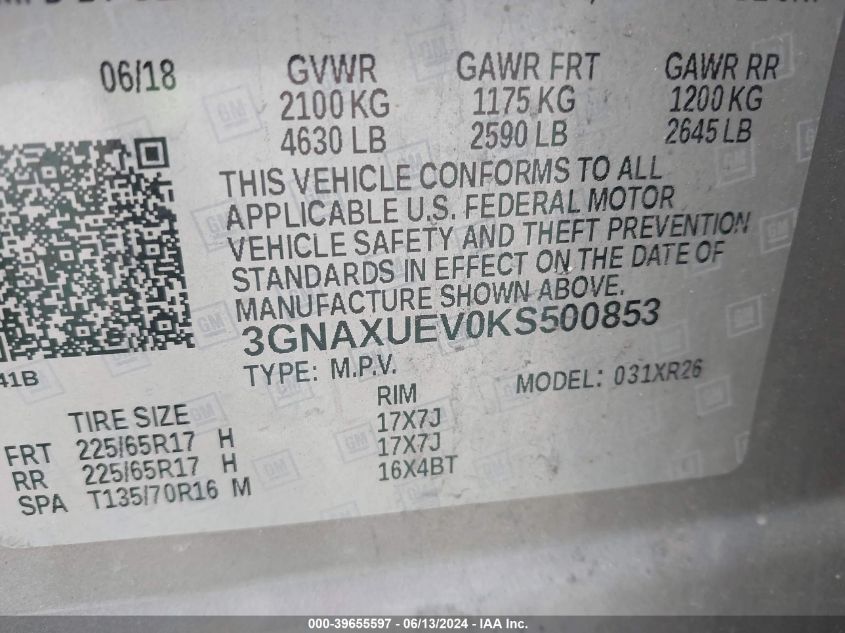 06/18 GVWR GAWR FRT GAWR RR
2100 KG 1175 KG 1200 KG
4630 LB 2590 LB 2645 LB
THIS VEHICLE CONFORMS TO ALL
APPLICABLE U.S. FEDERAL MOTOR
VEHICLE SAFETY AND THEFT PREVENTION
STANDARDS IN EFFECT ON THE DATE OF
MANUFACTURE SHOWN ABOVE.
3GNAXUEV0KS500853
41B TYPE: M.P.V. MODEL: 031XR26
TIRE SIZE RIM
FRT 225/65R17 H 17X7J
RR 225/65R17 H 17X7J
SPA T135/70R16 M 16X4BT
000-39655597 - 06/13/2024 - IAA Inc.